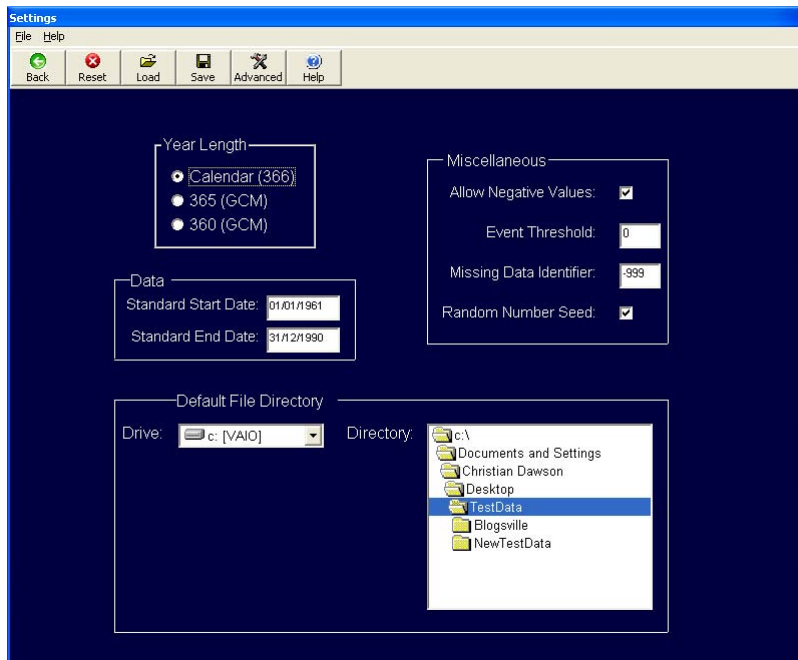 Settings
File Help
Back Reset Load Save Advanced Help
Year Length
Calendar (366)
365 (GCM)
360 (GCM)
Data
Standard Start Date: 01/01/1961
Standard End Date: 31/12/1990
Miscellaneous
Allow Negative Values:
Event Threshold: 0
Missing Data Identifier: -999
Random Number Seed:
Default File Directory
Drive: c: [VAIO]
Directory: c:\
Documents and Settings
Christian Dawson
Desktop
TestData
Blogsville
NewTestData